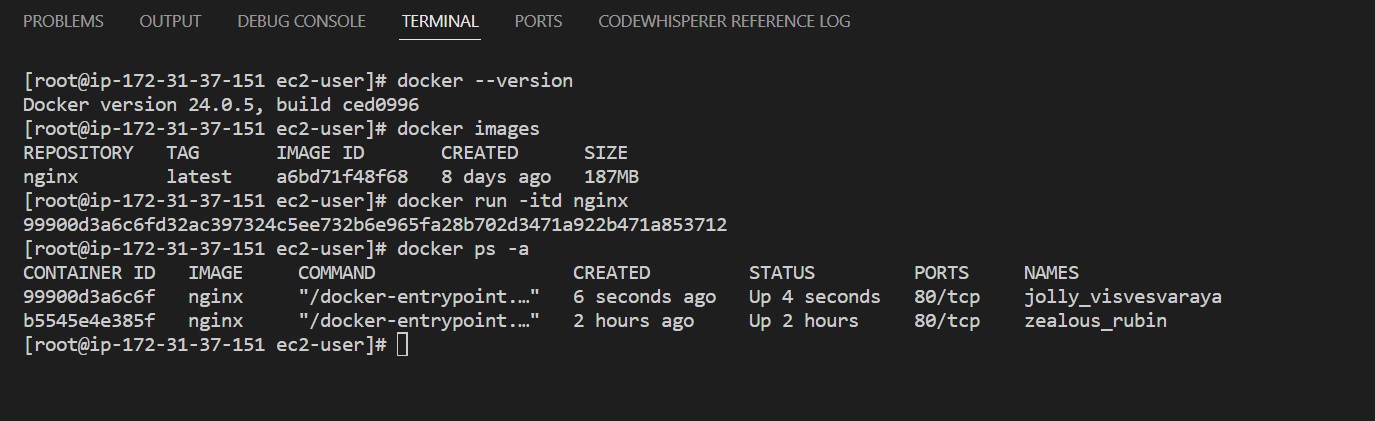 PROBLEMS OUTPUT DEBUG CONSOLE TERMINAL PORTS CODEWHISPERER REFERENCE LOG
[root@ip-172-31-37-151 ec2-user]# docker --version
Docker version 24.0.5, build ced0996
[root@ip-172-31-37-151 ec2-user]# docker images
REPOSITORY   TAG       IMAGE ID       CREATED      SIZE
nginx        latest    a6bd71f48f68   8 days ago   187MB
[root@ip-172-31-37-151 ec2-user]# docker run -itd nginx
99900d3a6c6fd32ac397324c5ee732b6e965fa28b702d3471a922b471a853712
[root@ip-172-31-37-151 ec2-user]# docker ps -a
CONTAINER ID   IMAGE     COMMAND                  CREATED         STATUS         PORTS     NAMES
99900d3a6c6f   nginx     "/docker-entrypoint.…"   6 seconds ago   Up 4 seconds   80/tcp    jolly_visvesvaraya
b5545e4e385f   nginx     "/docker-entrypoint.…"   2 hours ago     Up 2 hours     80/tcp    zealous_rubin
[root@ip-172-31-37-151 ec2-user]#